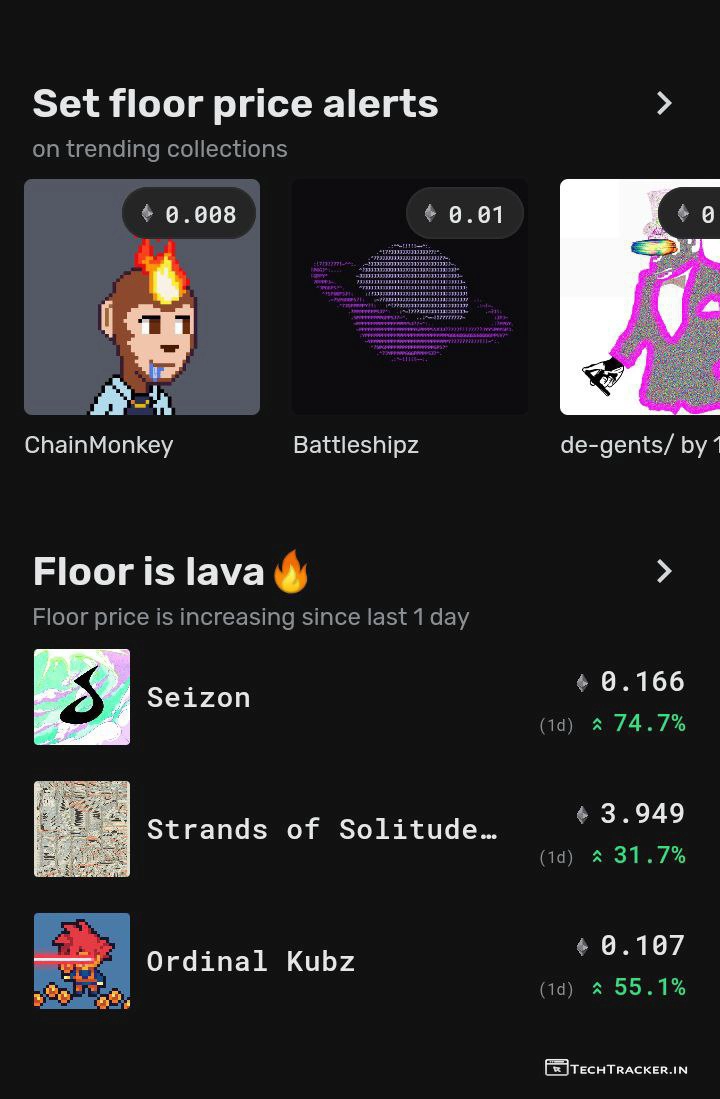 Set floor price alerts
on trending collections
0.008
0.01
0
ChainMonkey
Battleshipz
de-gents/ by 1
Floor is lava🔥
Floor price is increasing since last 1 day
Seizon
0.166
(1d) 74.7%
Strands of Solitude…
3.949
(1d) 31.7%
Ordinal Kubz
0.107
(1d) 55.1%
TechTracker.in